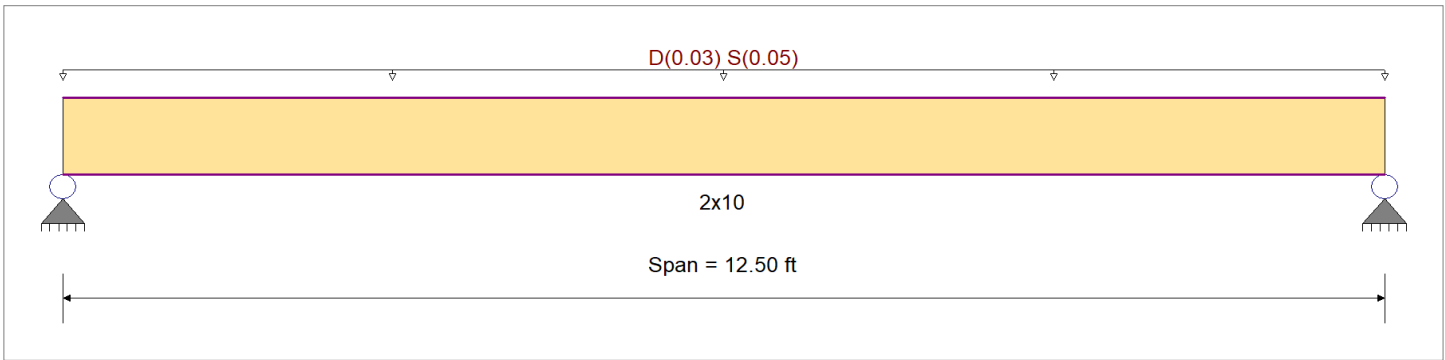 D(0.03) S(0.05)
2x10
Span = 12.50 ft